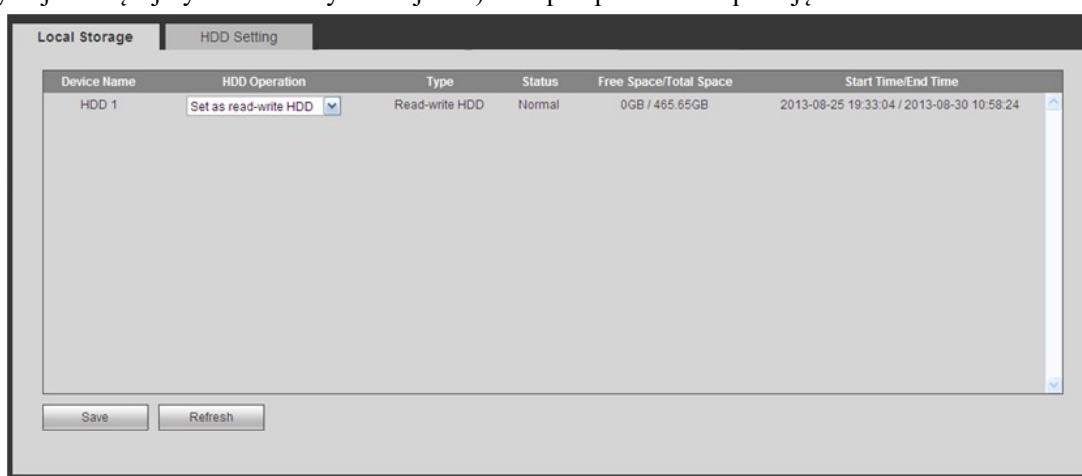 Local Storage HDD Setting
Device Name HDD Operation Type Status Free Space/Total Space Start Time/End Time
HDD 1 Set as read-write HDD Read-write HDD Normal 0GB / 465.65GB 2013-08-25 19:33:04 / 2013-08-30 10:58:24
Save Refresh